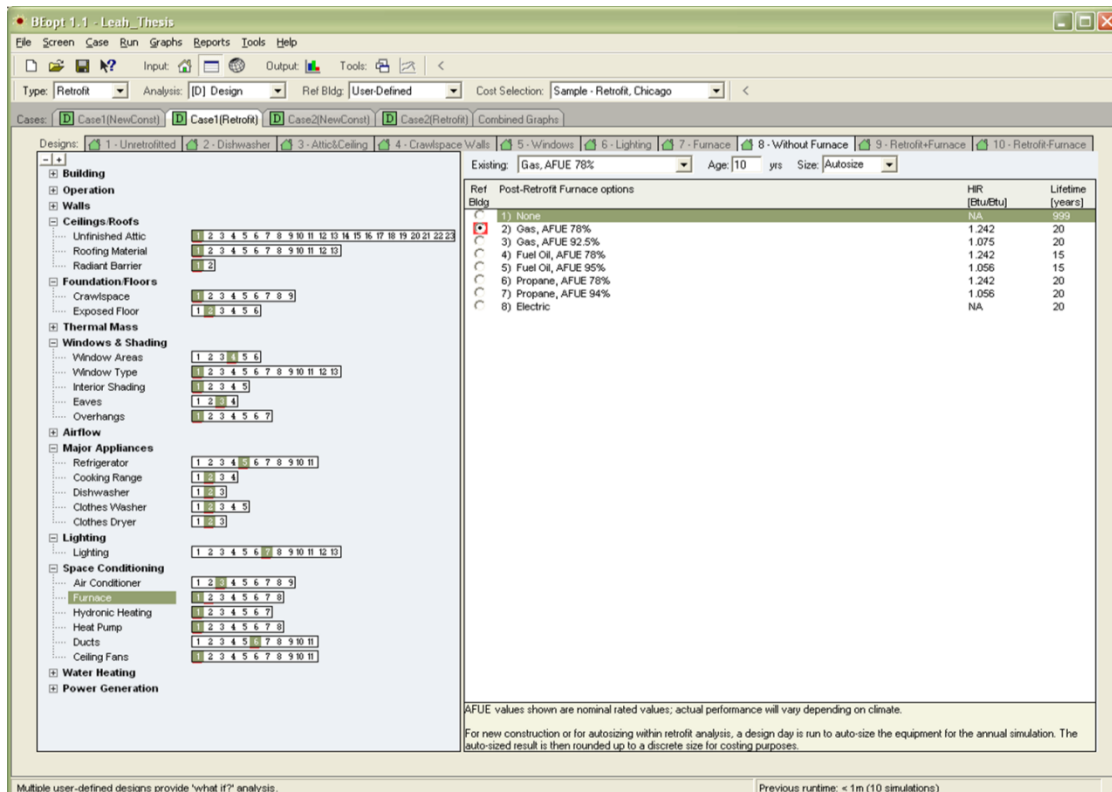 BEopt 1.1 - Leah_Thesis
File Screen Case Run Graphs Reports Tools Help
Input: Output: Tools: <
Type: Retrofit Analysis: [D] Design Ref Bldg: User-Defined Cost Selection: Sample - Retrofit, Chicago <
Cases: D Case1(NewConst) D Case1(Retrofit) D Case2(NewConst) D Case2(Retrofit) Combined Graphs
Designs: 1 - Unretrofitted 2 - Dishwasher 3 - Attic&Ceiling 4 - Crawlspace Walls 5 - Windows 6 - Lighting 7 - Furnace 8 - Without Furnace 9 - Retrofit+Furnace 10 - Retrofit-Furnace
- +
Building
Operation
Walls
Ceilings/Roofs
Unfinished Attic 1 2 3 4 5 6 7 8 9 10 11 12 13 14 15 16 17 18 19 20 21 22 23
Roofing Material 1 2 3 4 5 6 7 8 9 10 11 12 13
Radiant Barrier 1 2
Foundation/Floors
Crawlspace 1 2 3 4 5 6 7 8 9
Exposed Floor 1 2 3 4 5 6
Thermal Mass
Windows & Shading
Window Areas 1 2 3 4 5 6
Window Type 1 2 3 4 5 6 7 8 9 10 11 12 13
Interior Shading 1 2 3 4 5
Eaves 1 2 3 4
Overhangs 1 2 3 4 5 6 7
Airflow
Major Appliances
Refrigerator 1 2 3 4 5 6 7 8 9 10 11
Cooking Range 1 2 3 4
Dishwasher 1 2 3
Clothes Washer 1 2 3 4 5
Clothes Dryer 1 2 3
Lighting
Lighting 1 2 3 4 5 6 7 8 9 10 11 12 13
Space Conditioning
Air Conditioner 1 2 3 4 5 6 7 8 9
Furnace 1 2 3 4 5 6 7 8
Hydronic Heating 1 2 3 4 5 6 7
Heat Pump 1 2 3 4 5 6 7 8
Ducts 1 2 3 4 5 6 7 8 9 10 11
Ceiling Fans 1 2 3 4 5 6 7 8 9 10 11
Water Heating
Power Generation
Existing: Gas, AFUE 78% Age: 10 yrs Size: Autosize
Ref Post-Retrofit Furnace options HIR Lifetime
Bldg [Btu/Btu] [years]
1) None NA 999
2) Gas, AFUE 78% 1.242 20
3) Gas, AFUE 92.5% 1.075 20
4) Fuel Oil, AFUE 78% 1.242 15
5) Fuel Oil, AFUE 95% 1.056 15
6) Propane, AFUE 78% 1.242 20
7) Propane, AFUE 94% 1.056 20
8) Electric NA 20
AFUE values shown are nominal rated values; actual performance will vary depending on climate.
For new construction or for autosizing within retrofit analysis, a design day is run to auto-size the equipment for the annual simulation. The
auto-sized result is then rounded up to a discrete size for costing purposes.
Multiple user-defined designs provide 'what if?' analysis. Previous runtime: < 1m (10 simulations)